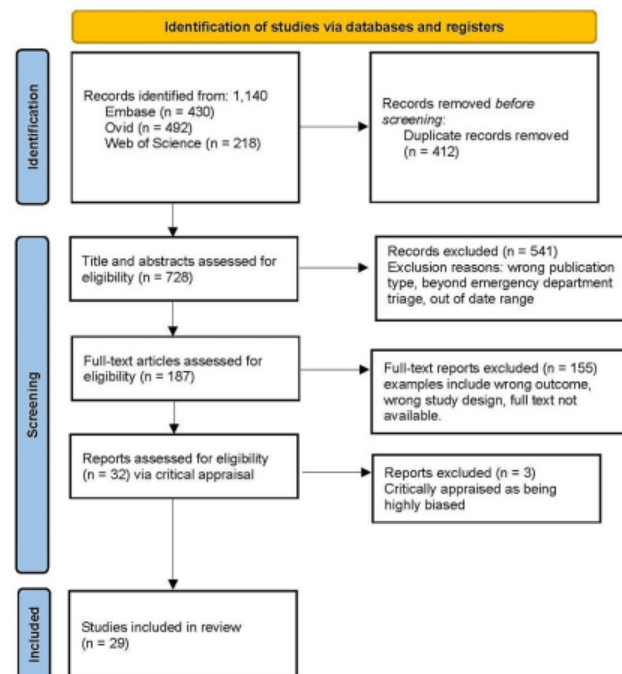 Identification of studies via databases and registers
Identification
Records identified from: 1,140
Embase (n = 430)
Ovid (n = 492)
Web of Science (n = 218)
Records removed before
screening:
Duplicate records removed
(n = 412)
Screening
Title and abstracts assessed for
eligibility (n = 728)
Records excluded (n = 541)
Exclusion reasons: wrong publication
type, beyond emergency department
triage, out of date range
Full-text articles assessed for
eligibility (n = 187)
Full-text reports excluded (n = 155)
examples include wrong outcome,
wrong study design, full text not
available.
Reports assessed for eligibility
(n = 32) via critical appraisal
Reports excluded (n = 3)
Critically appraised as being
highly biased
Included
Studies included in review
(n = 29)